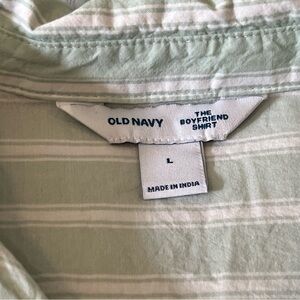 OLD NAVY
THE
BOYFRIEND
SHIRT
L
MADE IN INDIA